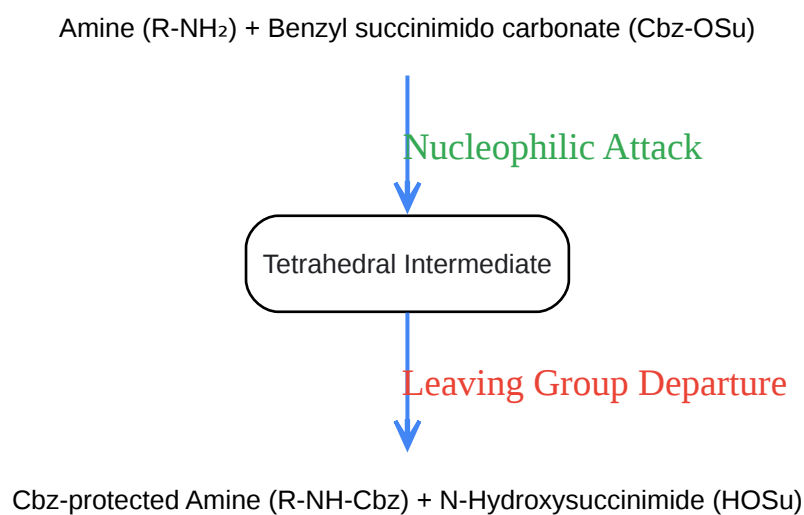 Amine (R-NH₂) + Benzyl succinimido carbonate (Cbz-OSu)
Nucleophilic Attack
Tetrahedral Intermediate
Leaving Group Departure
Cbz-protected Amine (R-NH-Cbz) + N-Hydroxysuccinimide (HOSu)